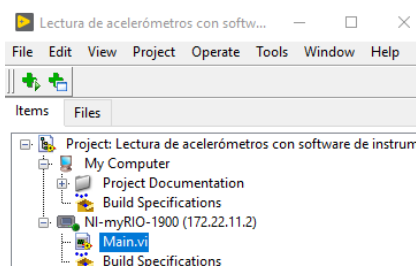 Lectura de acelerómetros con softw...
File Edit View Project Operate Tools Window Help
Items Files
Project: Lectura de acelerómetros con software de instrum
My Computer
Project Documentation
Build Specifications
NI-myRIO-1900 (172.22.11.2)
Main.vi
Build Specifications